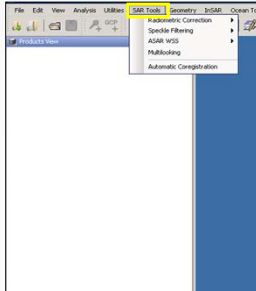 File Edit View Analysis Utilities SAR Tools Geometry InSAR Ocean To
GCP
Products View
Radiometric Correction
Speckle Filtering
ASAR WSS
Multilooking
Automatic Coregistration